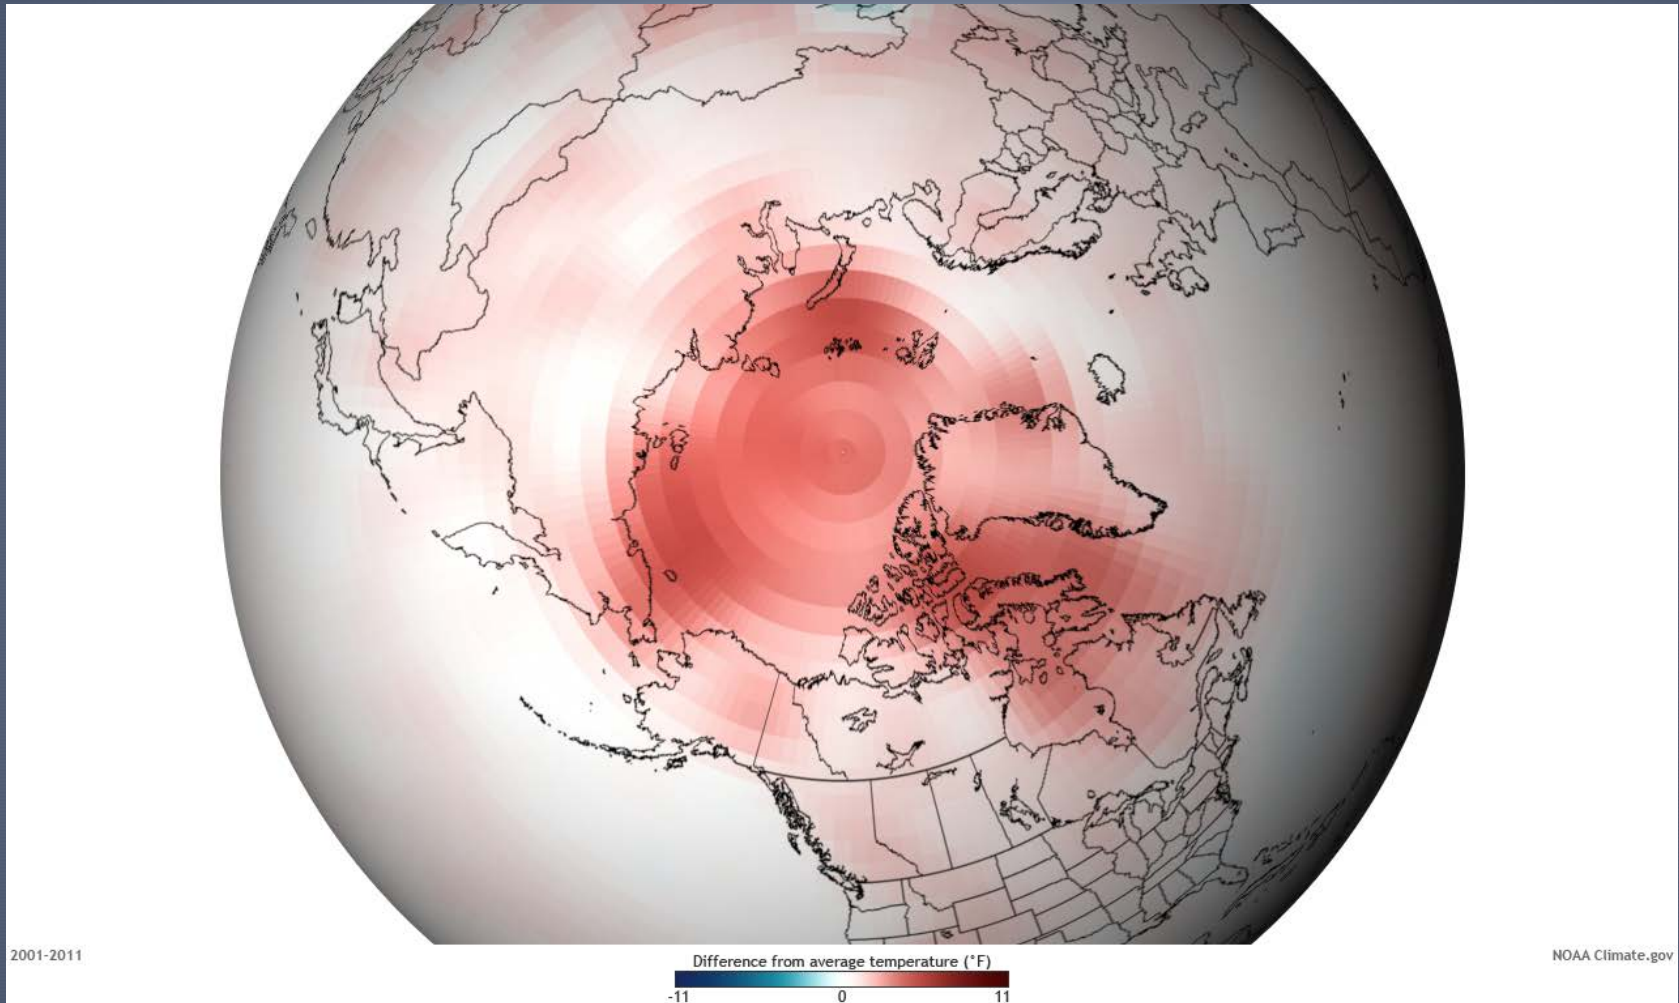 2001-2011
NOAA Climate.gov
Difference from average temperature (°F)
-11 0 11